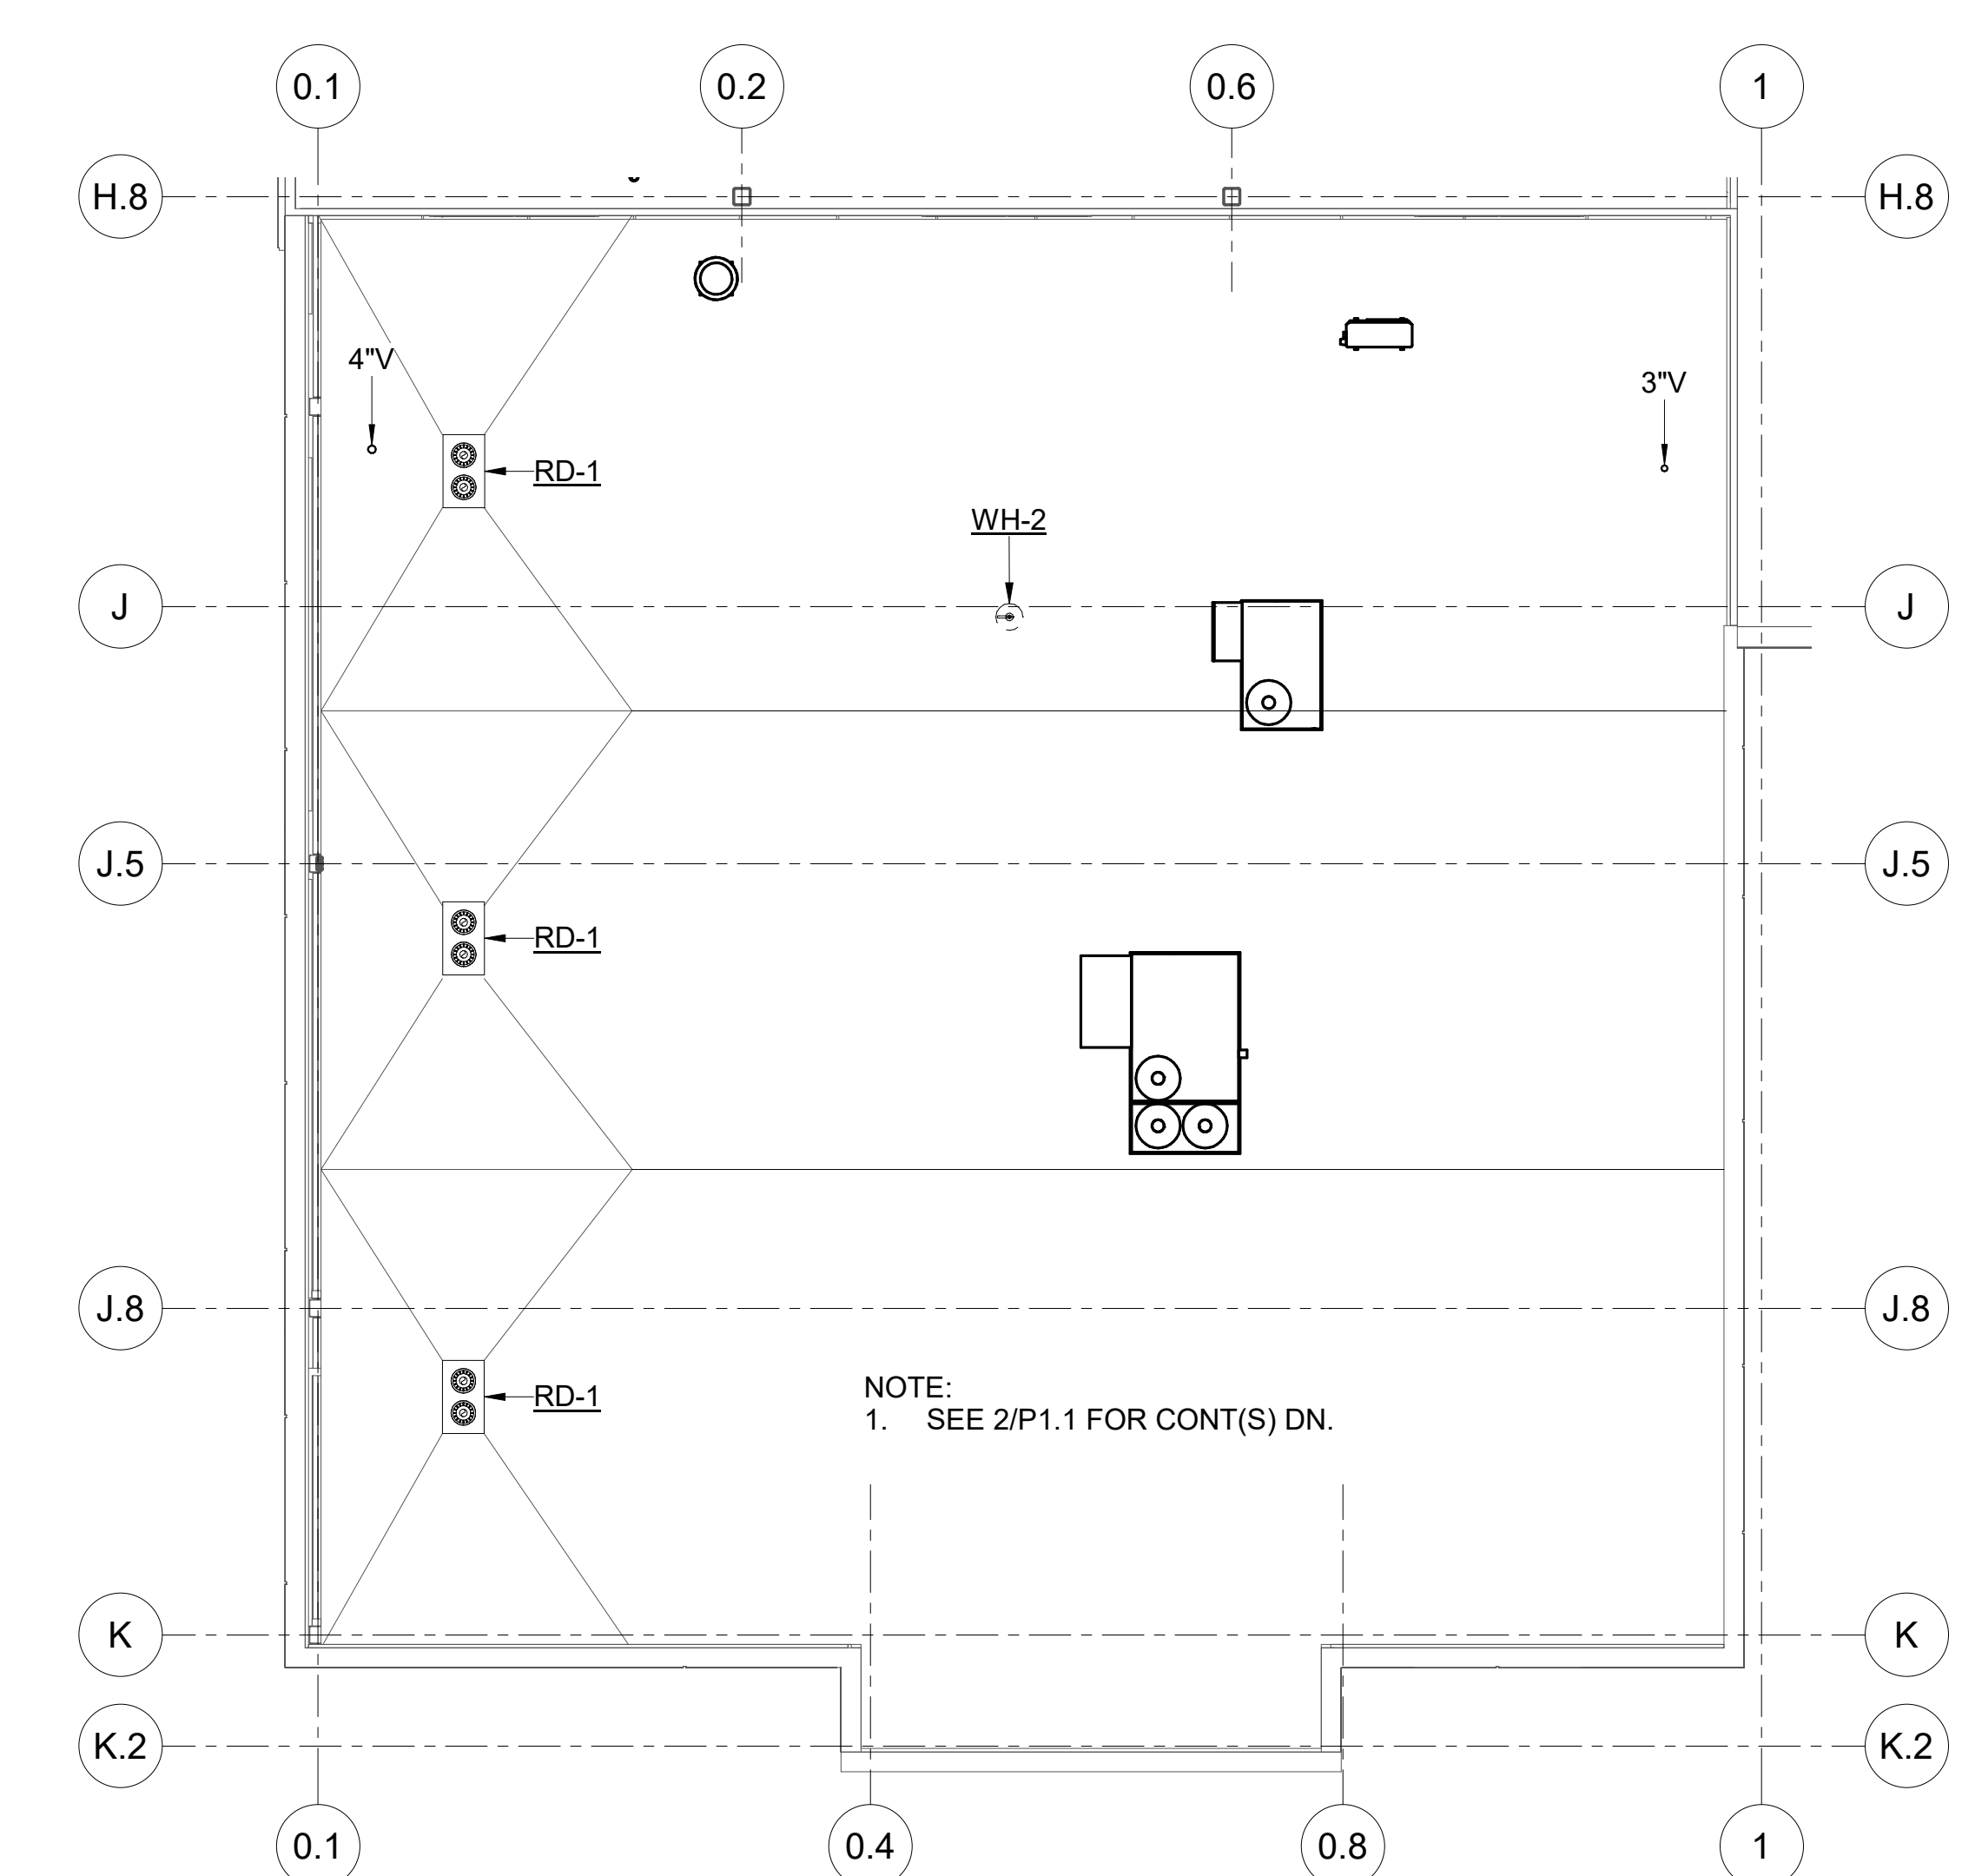 0.1 0.2 0.6 1
H.8 H.8
4"V
3"V
RD-1
WH-2
J J
J.5 J.5
RD-1
J.8 J.8
NOTE:
RD-1
1. SEE 2/P1.1 FOR CONT(S) DN.
K K
K.2 K.2
0.1 0.4 0.8 1